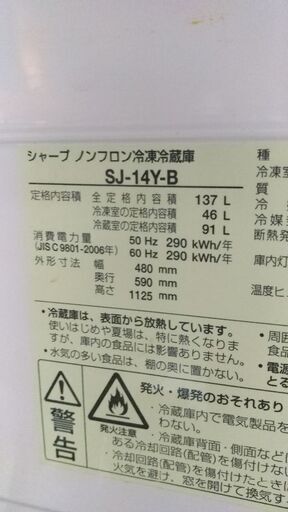 シャープ ノンフロン冷凍冷蔵庫
SJ-14Y-B
定格内容積 全定格内容積 137 L
冷凍室の定格内容積 46 L
冷蔵室の定格内容積 91 L
消費電力量 50 Hz 290 kWh/年
(JIS C 9801-2006年) 60 Hz 290 kWh/年
外形寸法 幅 480 mm
奥行 590 mm
高さ 1125 mm
種
冷凍室
質
冷
冷媒
断熱発
庫内灯
温度ヒ
・冷蔵庫は、表面から放熱しています。
使いはじめや夏場は、特に熱くなりま
すが、庫内の食品には影響ありません。
・水気の多い食品は、棚の奥に置かない。
・周囲
食品
・電源
とる
警告
発火・爆発のおそれあり
発火注意
・冷蔵庫内で電気製品を
わない。
・冷蔵庫背面・側面など
ある冷却回路(配管)を傷付けない
・冷却回路(配管)を傷付けたときに
火気を避け、窓を開けて換気する